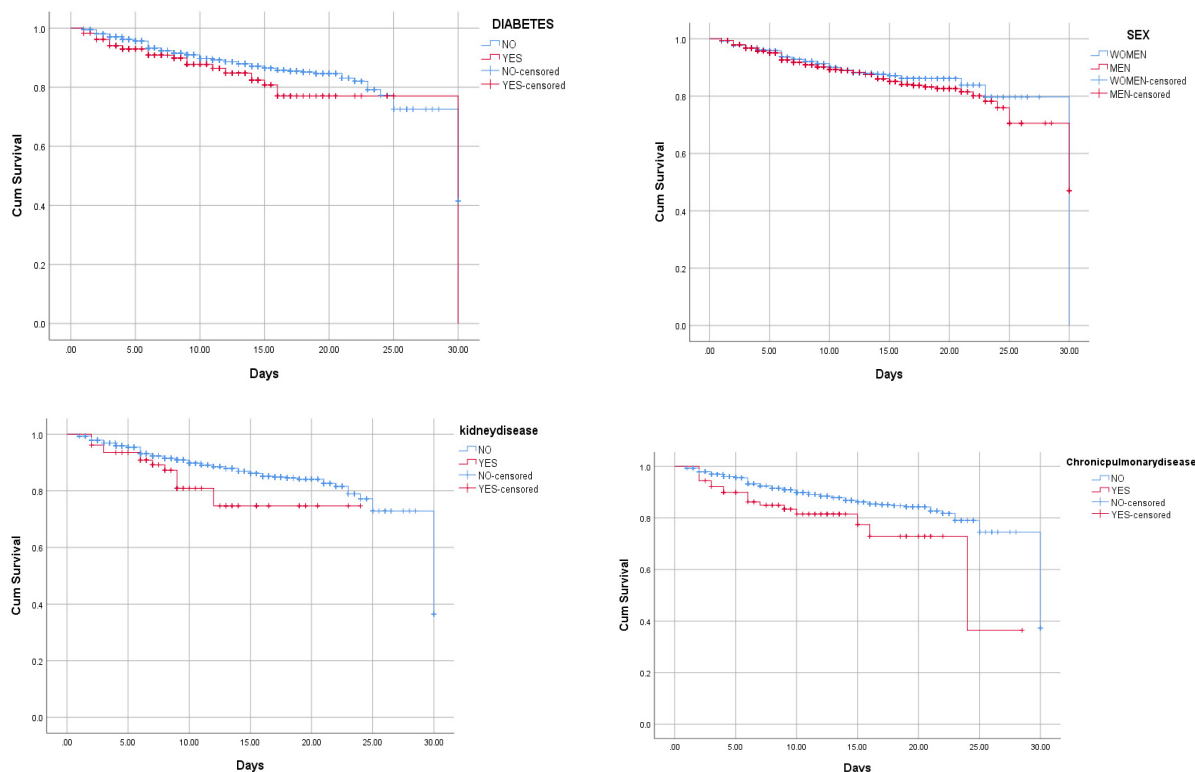 DIABETES
NO
YES
NO-censored
YES-censored
Cum Survival
1.0
0.8
0.6
0.4
0.2
0.0
.00 5.00 10.00 15.00 20.00 25.00 30.00
Days
SEX
WOMEN
MEN
WOMEN-censored
MEN-censored
Cum Survival
1.0
0.8
0.6
0.4
0.2
0.0
.00 5.00 10.00 15.00 20.00 25.00 30.00
Days
kidneydisease
NO
YES
NO-censored
YES-censored
Cum Survival
1.0
0.8
0.6
0.4
0.2
0.0
.00 5.00 10.00 15.00 20.00 25.00 30.00
Days
Chronicpulmonarydisease
NO
YES
NO-censored
YES-censored
Cum Survival
1.0
0.8
0.6
0.4
0.2
0.0
.00 5.00 10.00 15.00 20.00 25.00 30.00
Days